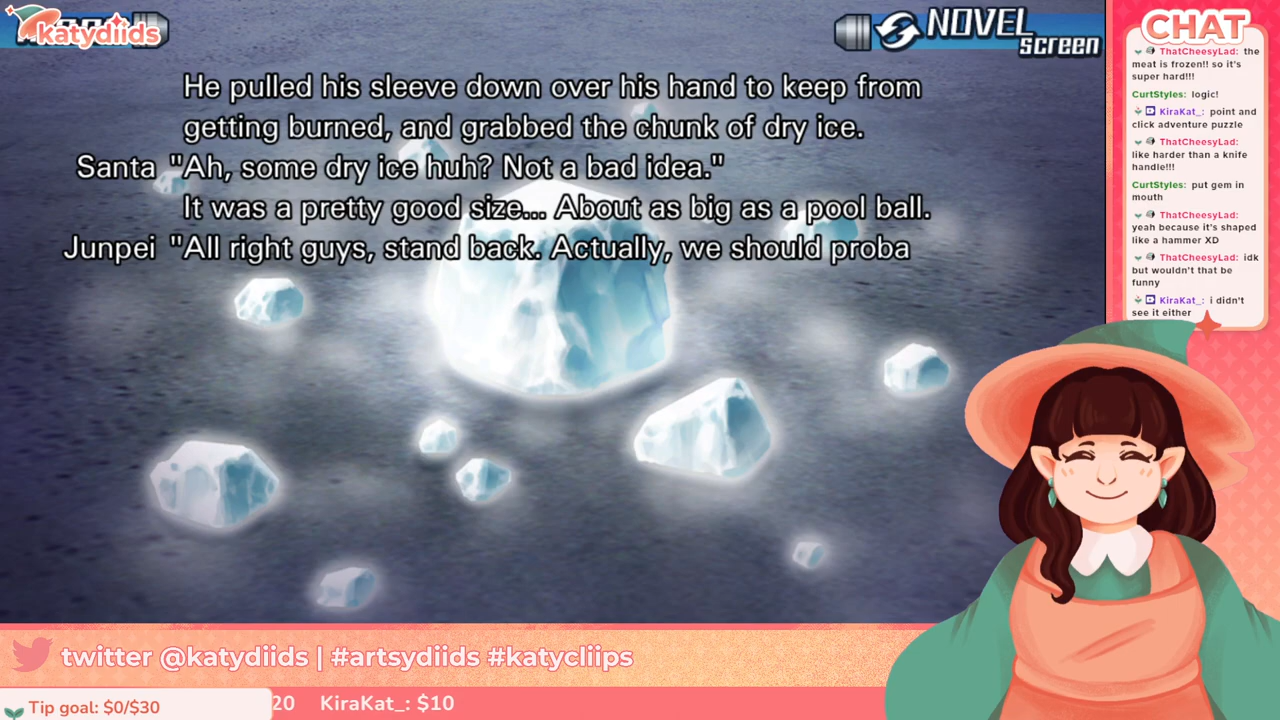 katydiids
NOVEL
Screen
He pulled his sleeve down over his hand to keep from
getting burned, and grabbed the chunk of dry ice.
Santa "Ah, some dry ice huh? Not a bad idea."
It was a pretty good size... About as big as a pool ball.
Junpei "All right guys, stand back. Actually, we should proba
CHAT
ThatCheesyLad: the
meat is frozen!! so it's
super hard!!!
CurtStyles: logic!
KiraKat_: point and
click adventure puzzle
ThatCheesyLad:
like harder than a knife
handle!!!
CurtStyles: put gem in
mouth
ThatCheesyLad:
yeah because it's shaped
like a hammer XD
ThatCheesyLad: idk
but wouldn't that be
funny
KiraKat_: i didn't
see it either
twitter @katydiids | #artsydiids #katycliips
Tip goal: $0/$30
20 KiraKat_: $10